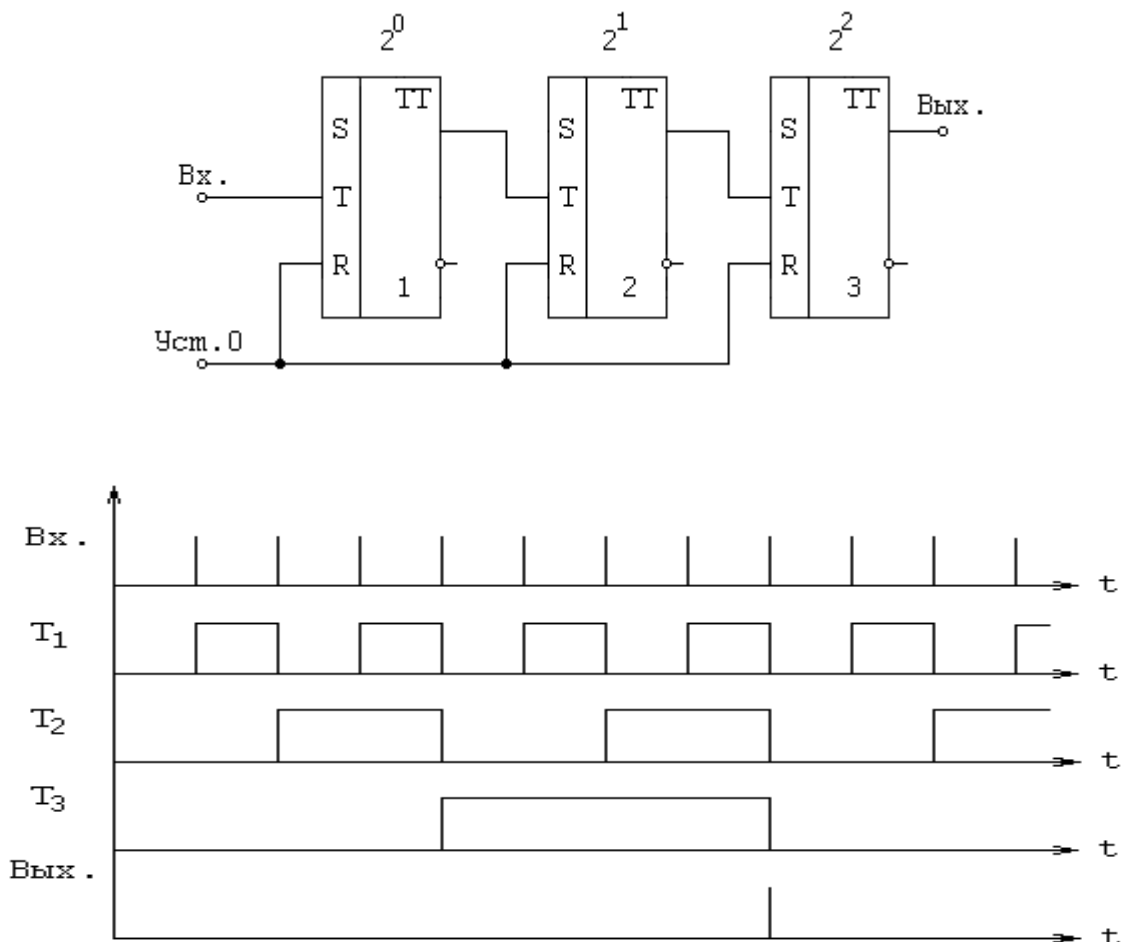 2⁰ 2¹ 2²
TT TT TT Вых.
S S S
Вх. T T T
R R R
1 2 3
Уст.0
Вх. t
T₁ t
T₂ t
T₃ t
Вых. t